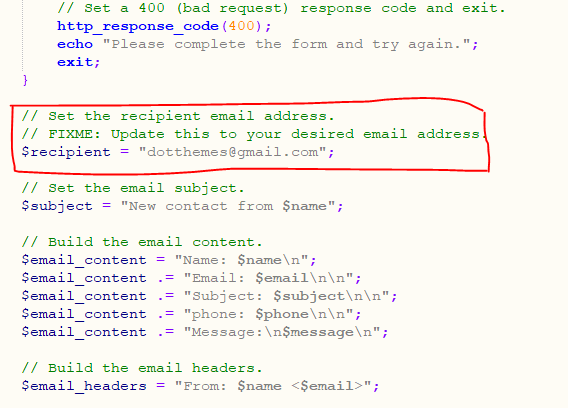 // Set a 400 (bad request) response code and exit.
http_response_code(400);
echo "Please complete the form and try again.";
exit;
}
// Set the recipient email address.
// FIXME: Update this to your desired email address.
$recipient = "dotthemes@gmail.com";
// Set the email subject.
$subject = "New contact from $name";
// Build the email content.
$email_content = "Name: $name\n";
$email_content .= "Email: $email\n\n";
$email_content .= "Subject: $subject\n\n";
$email_content .= "phone: $phone\n\n";
$email_content .= "Message:\n$message\n";
// Build the email headers.
$email_headers = "From: $name <$email>";